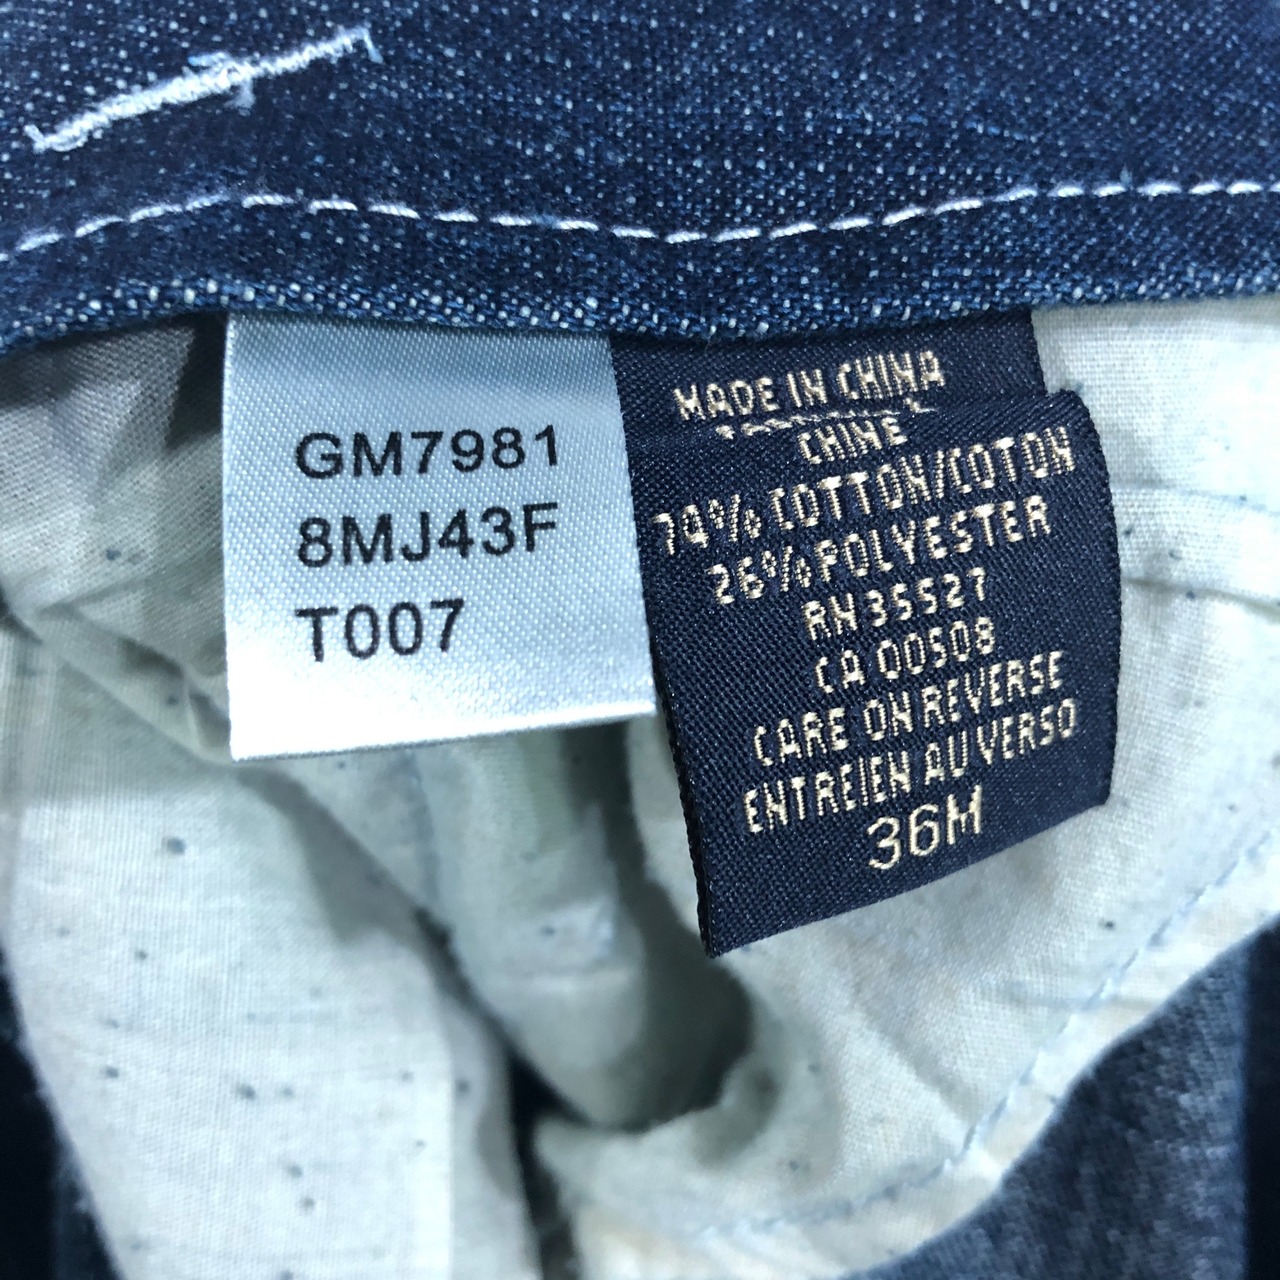 GM7981
8MJ43F
T007
MADE IN CHINA
CHINE
74% COTTON/COTON
26% POLYESTER
RN 35527
CA 00508
CARE ON REVERSE
ENTREIEN AU VERSO
36M